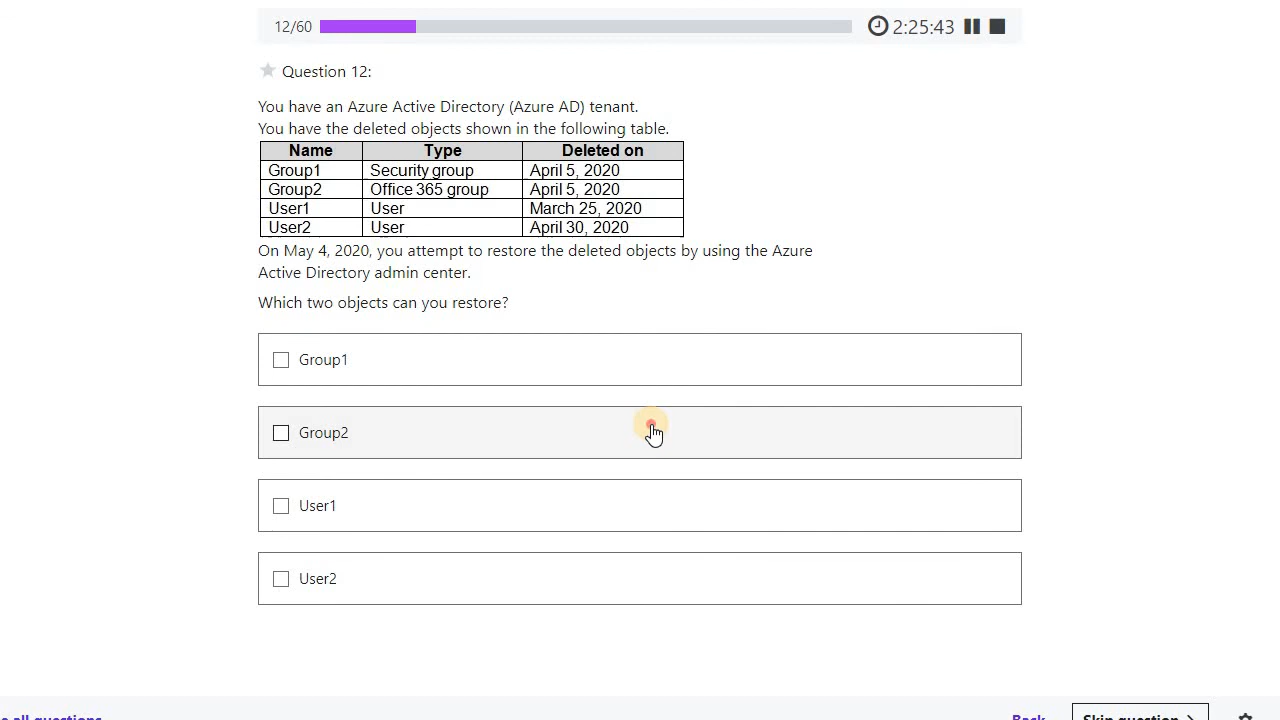 12/60 2:25:43
Question 12:
You have an Azure Active Directory (Azure AD) tenant.
You have the deleted objects shown in the following table.
Name Type Deleted on
Group1 Security group April 5, 2020
Group2 Office 365 group April 5, 2020
User1 User March 25, 2020
User2 User April 30, 2020
On May 4, 2020, you attempt to restore the deleted objects by using the Azure
Active Directory admin center.
Which two objects can you restore?
Group1
Group2
User1
User2
e all questions Back Skip question